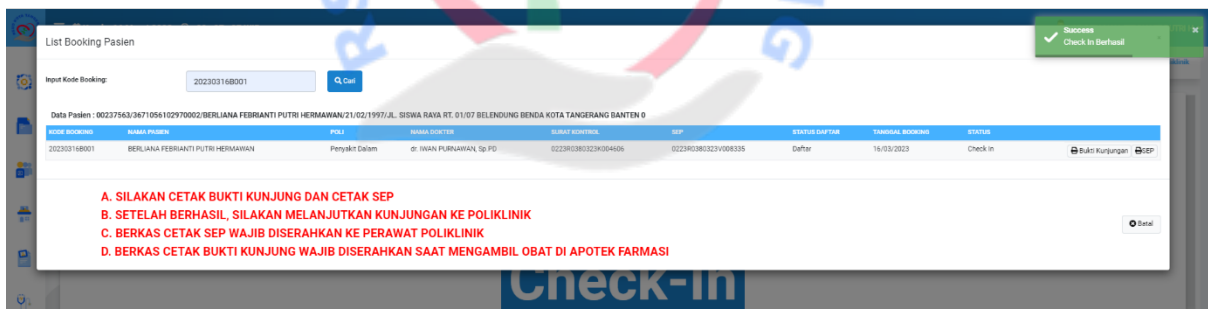 List Booking Pasien
Success
Check In Berhasil
Input Kode Booking:
20230316B001
Cari
Data Pasien : 00237563/3671056102970002/BERLIANA FEBRIANTI PUTRI HERMAWAN/21/02/1997/JL. SISWA RAYA RT. 01/07 BELENDUNG BENDA KOTA TANGERANG BANTEN 0
KODE BOOKING NAMA PASIEN POLI NAMA DOKTER SURAT KONTROL SEP STATUS DAFTAR TANGGAL BOOKING STATUS
20230316B001 BERLIANA FEBRIANTI PUTRI HERMAWAN Penyakit Dalam dr. IWAN PURNAWAN, Sp.PD 0223R0380323K004606 0223R0380323V008335 Daftar 16/03/2023 Check In Bukti Kunjungan SEP
A. SILAKAN CETAK BUKTI KUNJUNG DAN CETAK SEP
B. SETELAH BERHASIL, SILAKAN MELANJUTKAN KUNJUNGAN KE POLIKLINIK
C. BERKAS CETAK SEP WAJIB DISERAHKAN KE PERAWAT POLIKLINIK
D. BERKAS CETAK BUKTI KUNJUNG WAJIB DISERAHKAN SAAT MENGAMBIL OBAT DI APOTEK FARMASI
Batal
Check-In